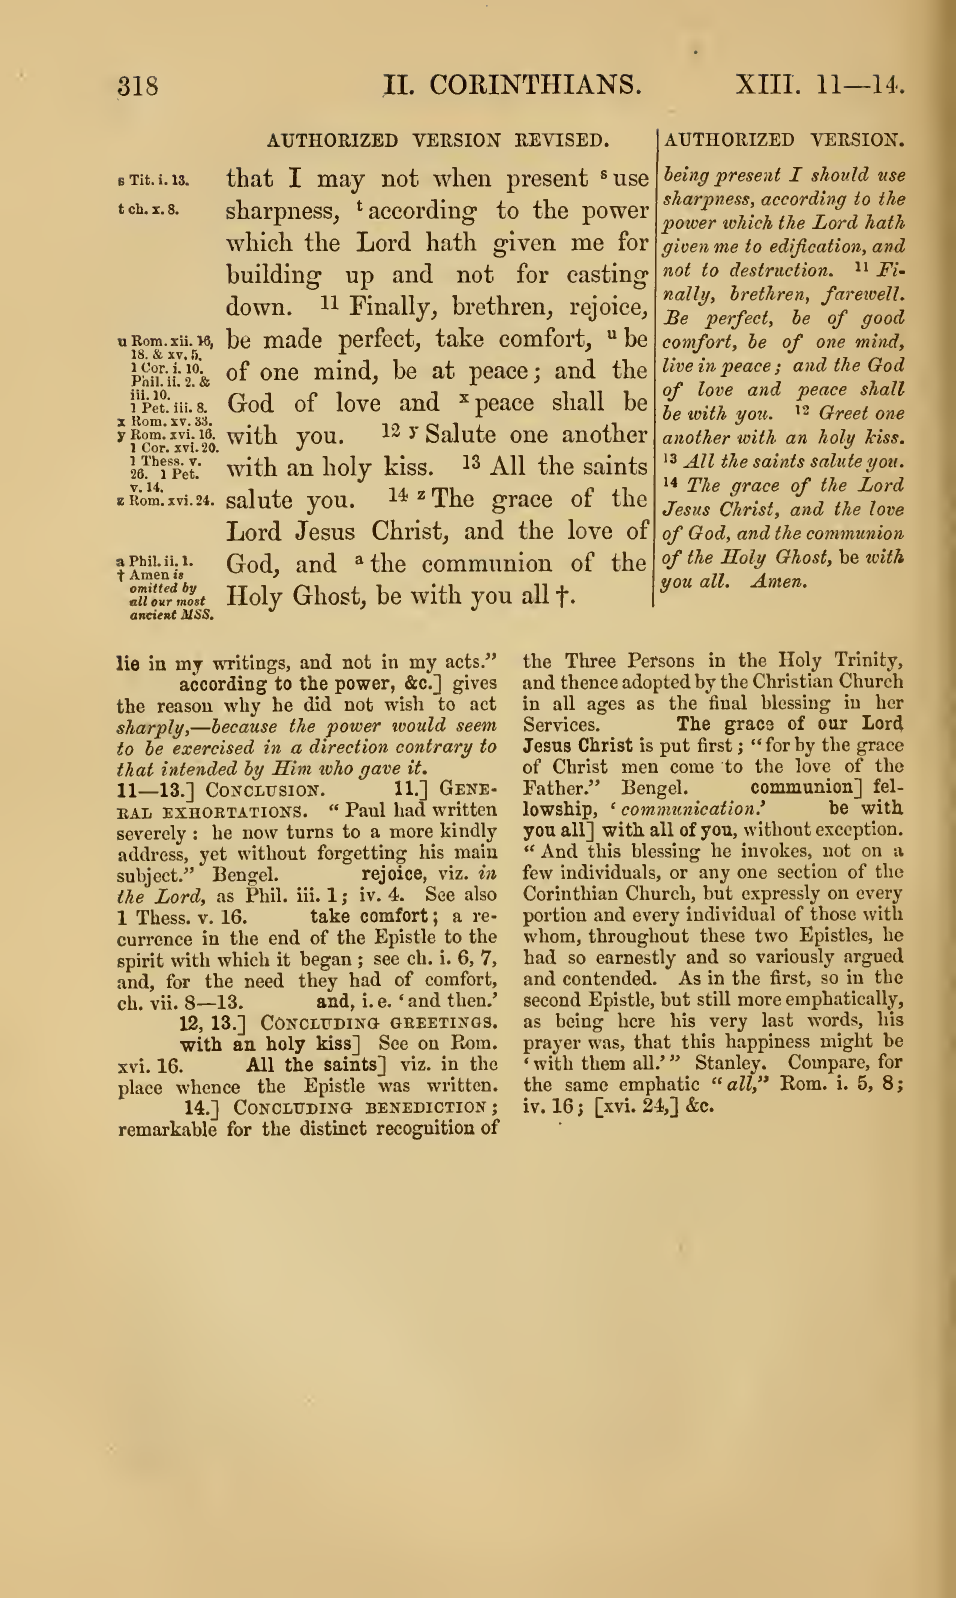 318 II. CORINTHIANS. XIII. 11—14.
AUTHORIZED VERSION REVISED.
s Tit. i. 13.
t ch. x. 8.
u Rom. xii. 16,
18. & xv. 5.
1 Cor. i. 10.
Phil. ii. 2. &
iii. 10.
1 Pet. iii. 8.
x Rom. xv. 33.
y Rom. xvi. 16.
1 Cor. xvi. 20.
1 Thess. v.
26. 1 Pet.
v. 14.
z Rom. xvi. 24.
a Phil. ii. 1.
† Amen is
omitted by
all our most
ancient MSS.
that I may not when present s use
sharpness, t according to the power
which the Lord hath given me for
building up and not for casting
down. 11 Finally, brethren, rejoice,
be made perfect, take comfort, u be
of one mind, be at peace; and the
God of love and x peace shall be
with you. 12 y Salute one another
with an holy kiss. 13 All the saints
salute you. 14 z The grace of the
Lord Jesus Christ, and the love of
God, and a the communion of the
Holy Ghost, be with you all †.
AUTHORIZED VERSION.
being present I should use
sharpness, according to the
power which the Lord hath
given me to edification, and
not to destruction. 11 Fi-
nally, brethren, farewell.
Be perfect, be of good
comfort, be of one mind,
live in peace; and the God
of love and peace shall
be with you. 12 Greet one
another with an holy kiss.
13 All the saints salute you.
14 The grace of the Lord
Jesus Christ, and the love
of God, and the communion
of the Holy Ghost, be with
you all. Amen.
lie in my writings, and not in my acts.”
according to the power, &c.] gives
the reason why he did not wish to act
sharply,—because the power would seem
to be exercised in a direction contrary to
that intended by Him who gave it.
11—13.] CONCLUSION. 11.] GENE-
RAL EXHORTATIONS. “Paul had written
severely: he now turns to a more kindly
address, yet without forgetting his main
subject.” Bengel. rejoice, viz. in
the Lord, as Phil. iii. 1; iv. 4. See also
1 Thess. v. 16. take comfort; a re-
currence in the end of the Epistle to the
spirit with which it began; see ch. i. 6, 7,
and, for the need they had of comfort,
ch. vii. 8—13. and, i. e. ‘and then.’
12, 13.] CONCLUDING GREETINGS.
with an holy kiss] See on Rom.
xvi. 16. All the saints] viz. in the
place whence the Epistle was written.
14.] CONCLUDING BENEDICTION;
remarkable for the distinct recognition of
the Three Persons in the Holy Trinity,
and thence adopted by the Christian Church
in all ages as the final blessing in her
Services. The grace of our Lord
Jesus Christ is put first; “for by the grace
of Christ men come to the love of the
Father.” Bengel. communion] fel-
lowship, ‘communication.’ be with
you all] with all of you, without exception.
“And this blessing he invokes, not on a
few individuals, or any one section of the
Corinthian Church, but expressly on every
portion and every individual of those with
whom, throughout these two Epistles, he
had so earnestly and so variously argued
and contended. As in the first, so in the
second Epistle, but still more emphatically,
as being here his very last words, his
prayer was, that this happiness might be
‘with them all.’” Stanley. Compare, for
the same emphatic “all,” Rom. i. 5, 8;
iv. 16; [xvi. 24,] &c.